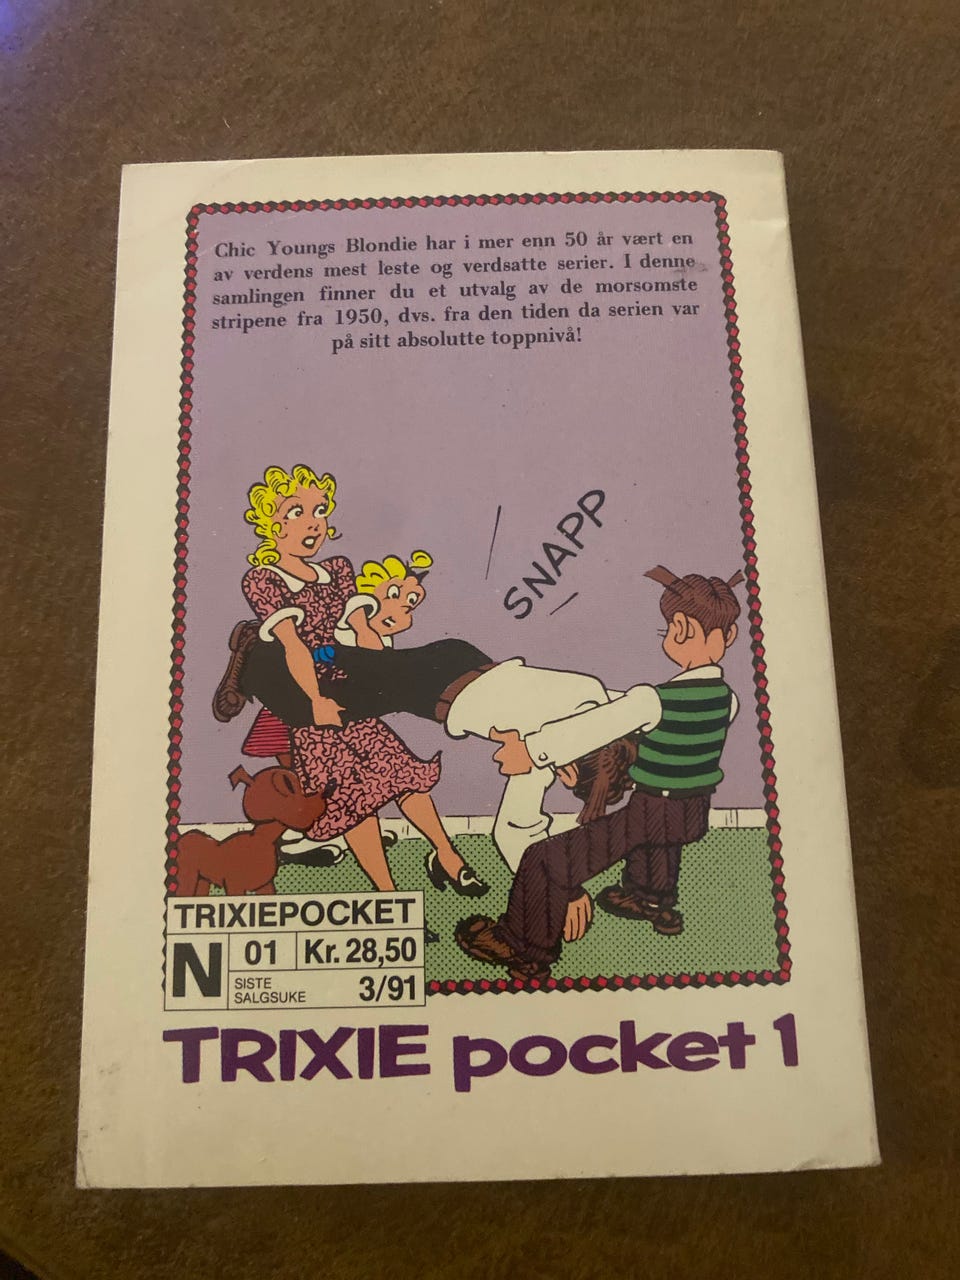 Chic Youngs Blondie har i mer enn 50 år vært en
av verdens mest leste og verdsatte serier. I denne
samlingen finner du et utvalg av de morsomste
stripene fra 1950, dvs. fra den tiden da serien var
på sitt absolutte toppnivå!
SNAPP
TRIXIEPOCKET
N 01 Kr. 28,50
SISTE
SALGSUKE 3/91
TRIXIE pocket 1